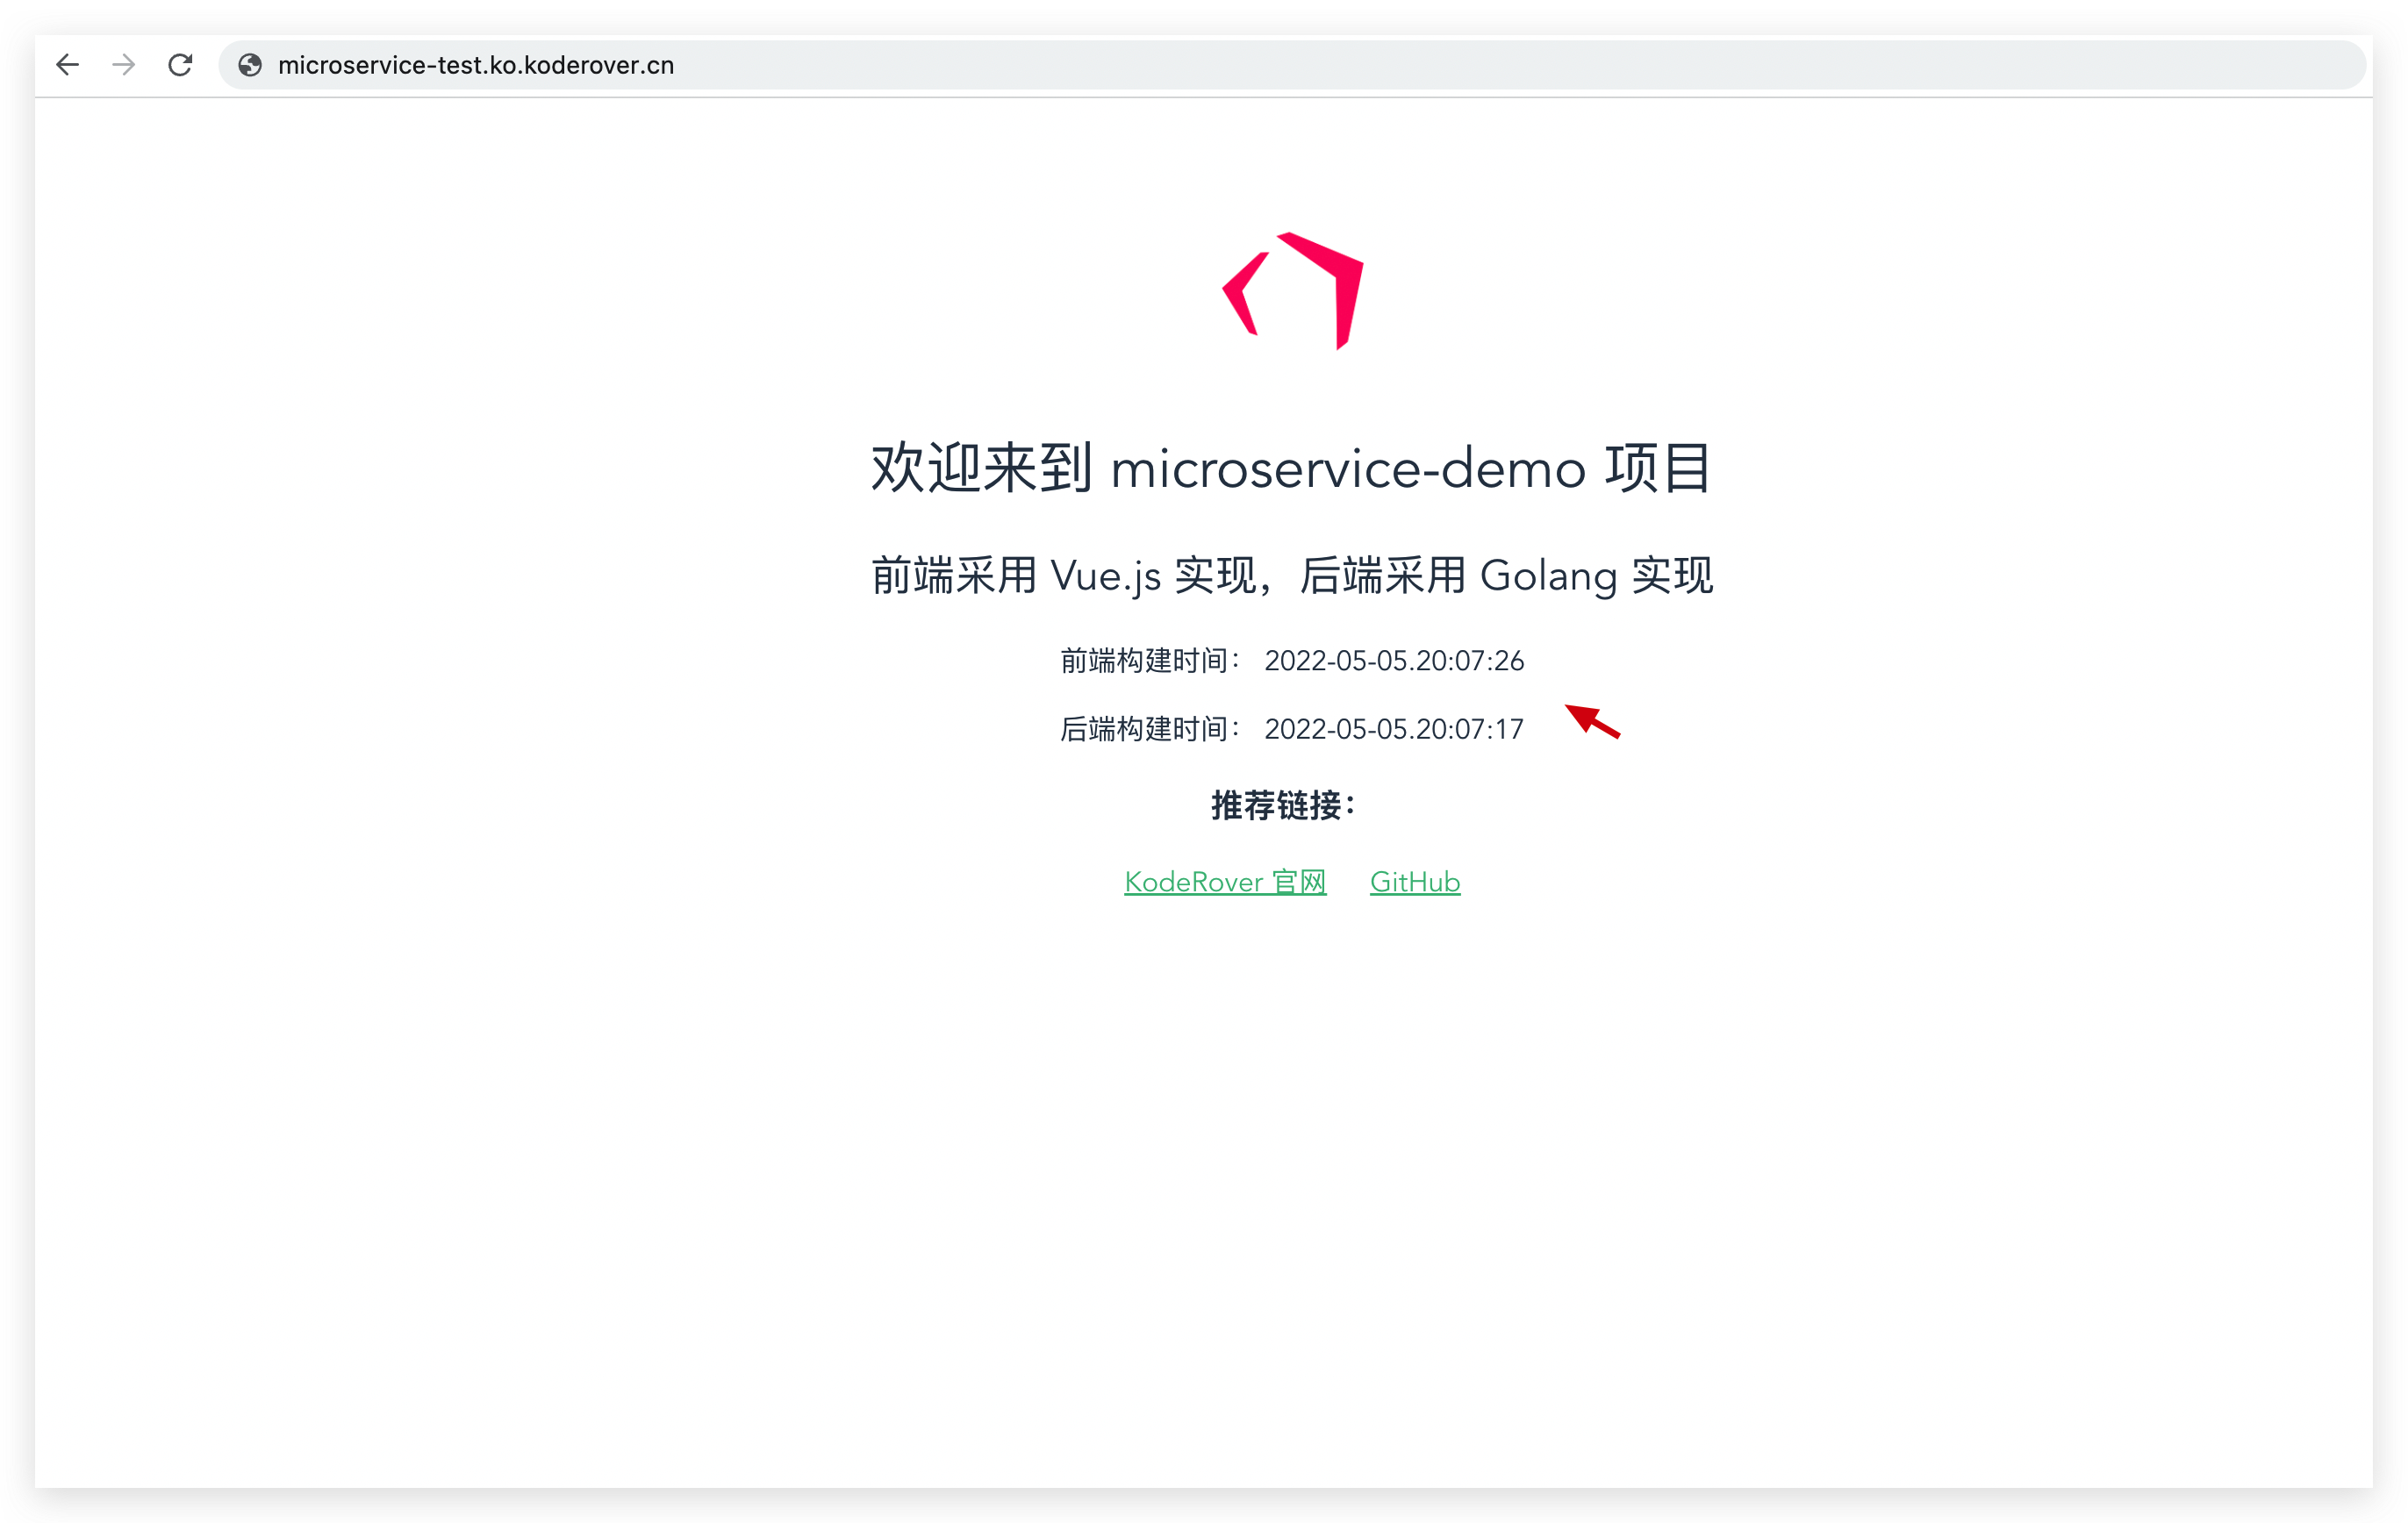 microservice-test.ko.koderover.cn
欢迎来到 microservice-demo 项目
前端采用 Vue.js 实现，后端采用 Golang 实现
前端构建时间： 2022-05-05.20:07:26
后端构建时间： 2022-05-05.20:07:17
推荐链接：
KodeRover 官网 GitHub